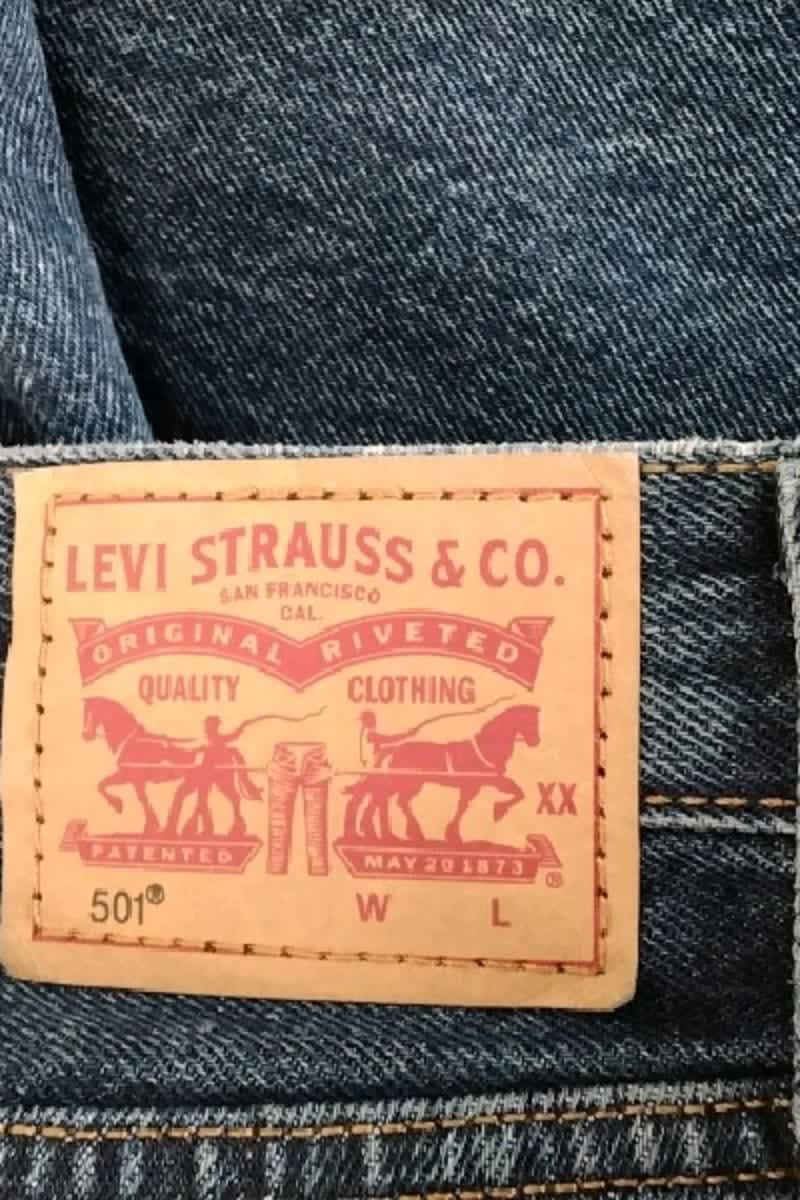 LEVI STRAUSS & CO.
SAN FRANCISCO
CAL.
ORIGINAL RIVETED
QUALITY CLOTHING
XX
PATENTED MAY 20 1873 ®
501® W L